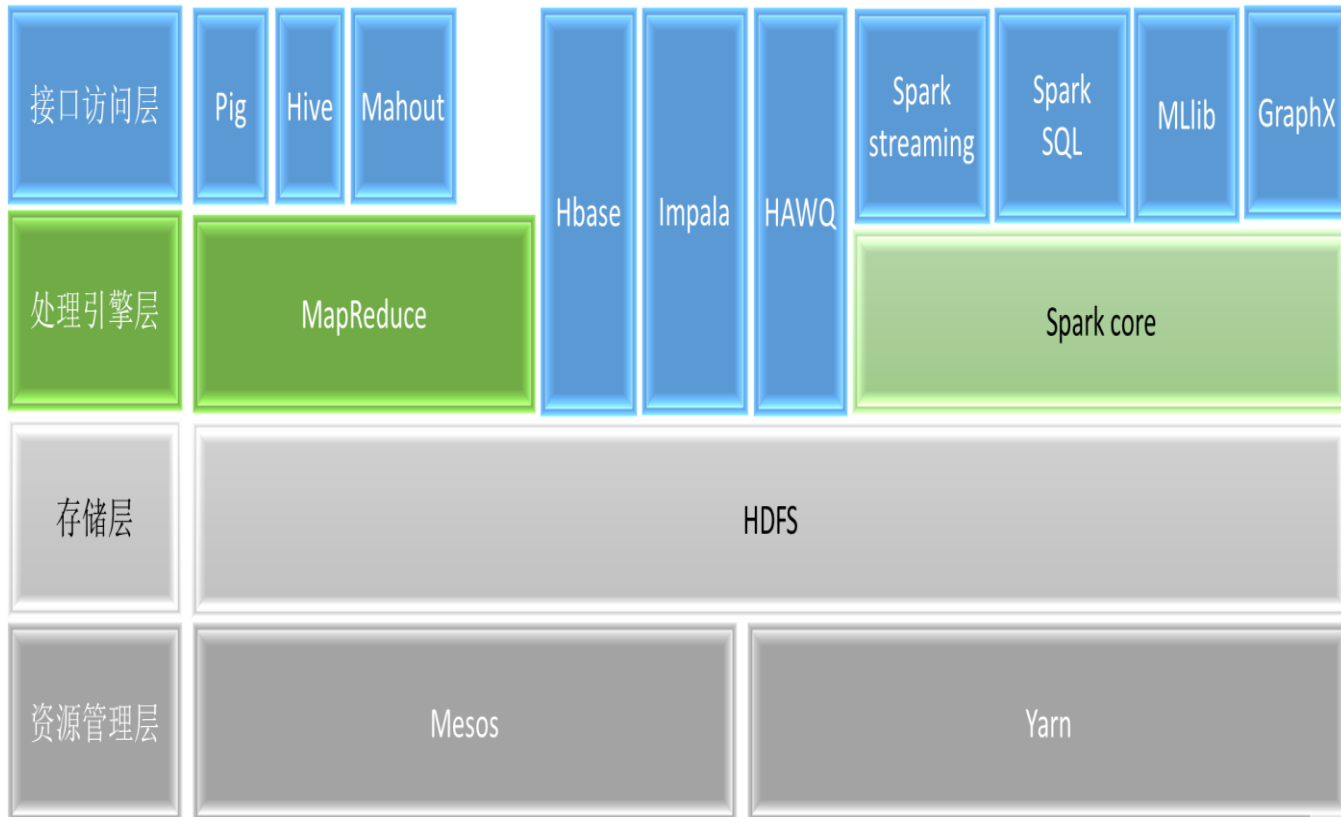 接口访问层
Pig
Hive
Mahout
Hbase
Impala
HAWQ
Spark
streaming
Spark
SQL
MLlib
GraphX
处理引擎层
MapReduce
Spark core
存储层
HDFS
资源管理层
Mesos
Yarn